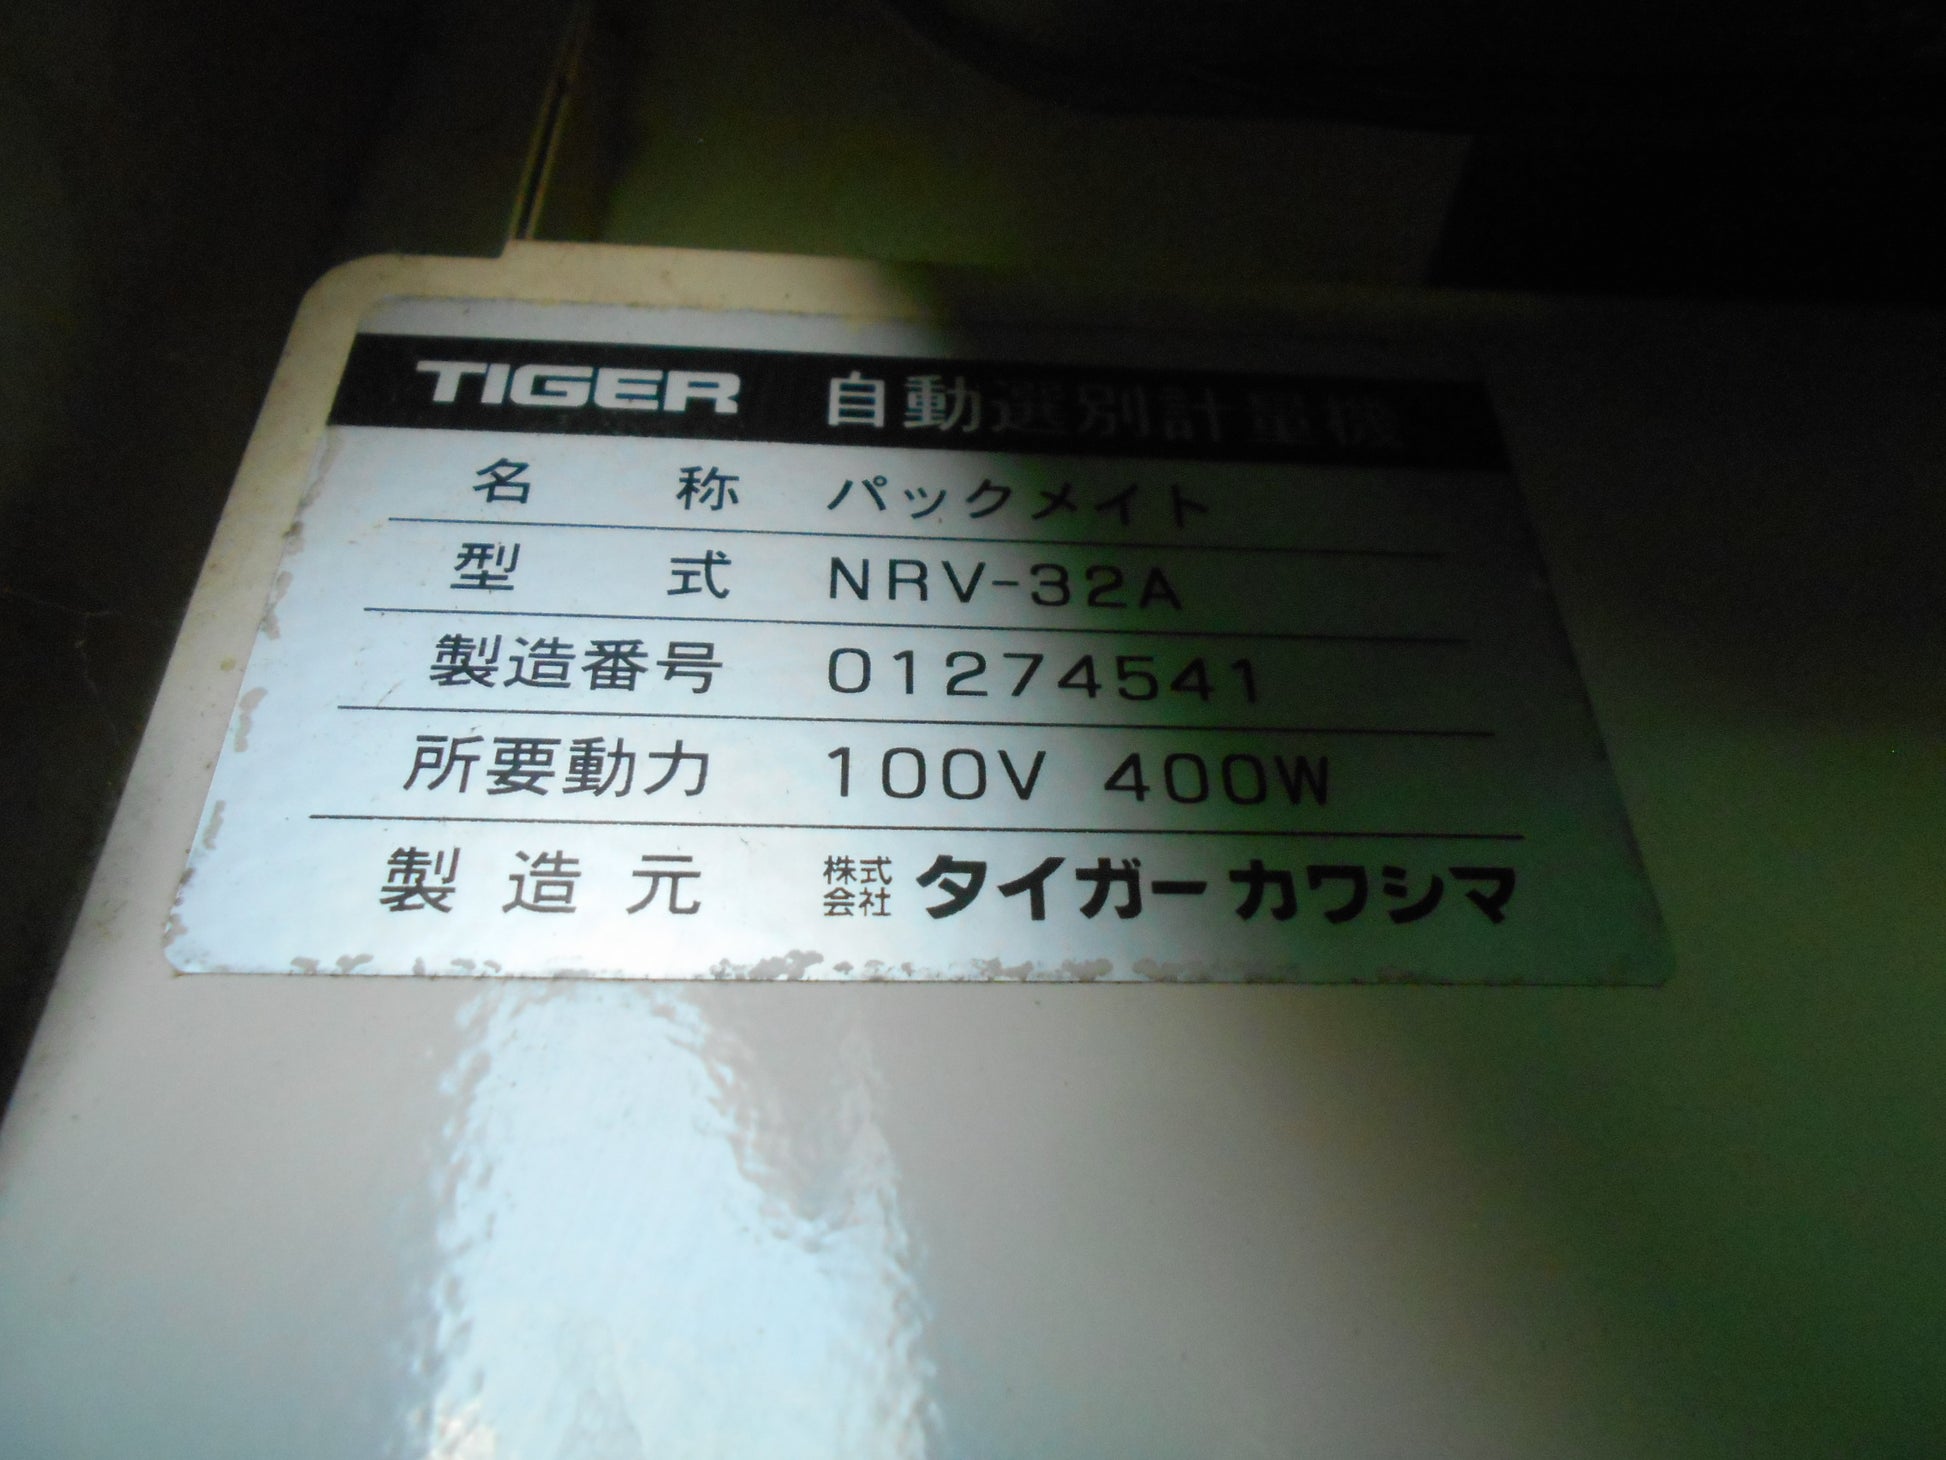 TIGER 自動選別計量機
名称 パックメイト
型式 NRV-32A
製造番号 01274541
所要動力 100V 400W
製造元 株式会社 タイガーカワシマ